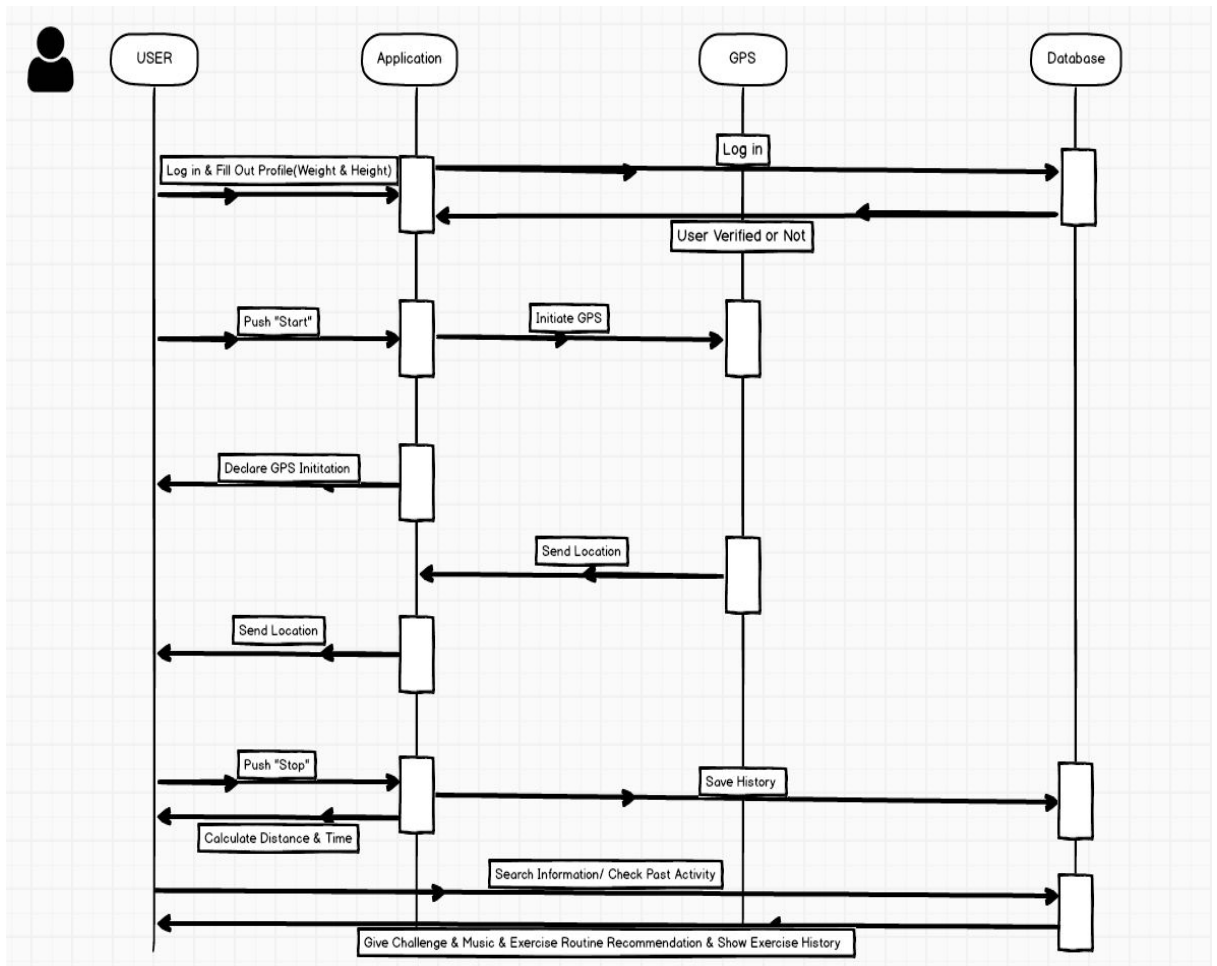 USER
Application
GPS
Database
Log in
Log in & Fill Out Profile(Weight & Height)
User Verified or Not
Push "Start"
Initiate GPS
Declare GPS Inititation
Send Location
Send Location
Push "Stop"
Save History
Calculate Distance & Time
Search Information/ Check Past Activity
Give Challenge & Music & Exercise Routine Recommendation & Show Exercise History